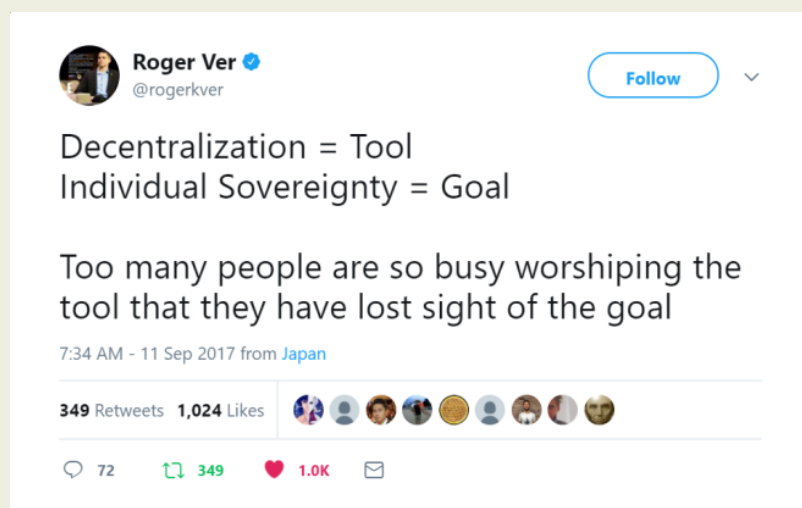 Roger Ver
@rogerkver
Follow
Decentralization = Tool
Individual Sovereignty = Goal
Too many people are so busy worshiping the
tool that they have lost sight of the goal
7:34 AM - 11 Sep 2017 from Japan
349 Retweets 1,024 Likes
72 349 1.0K